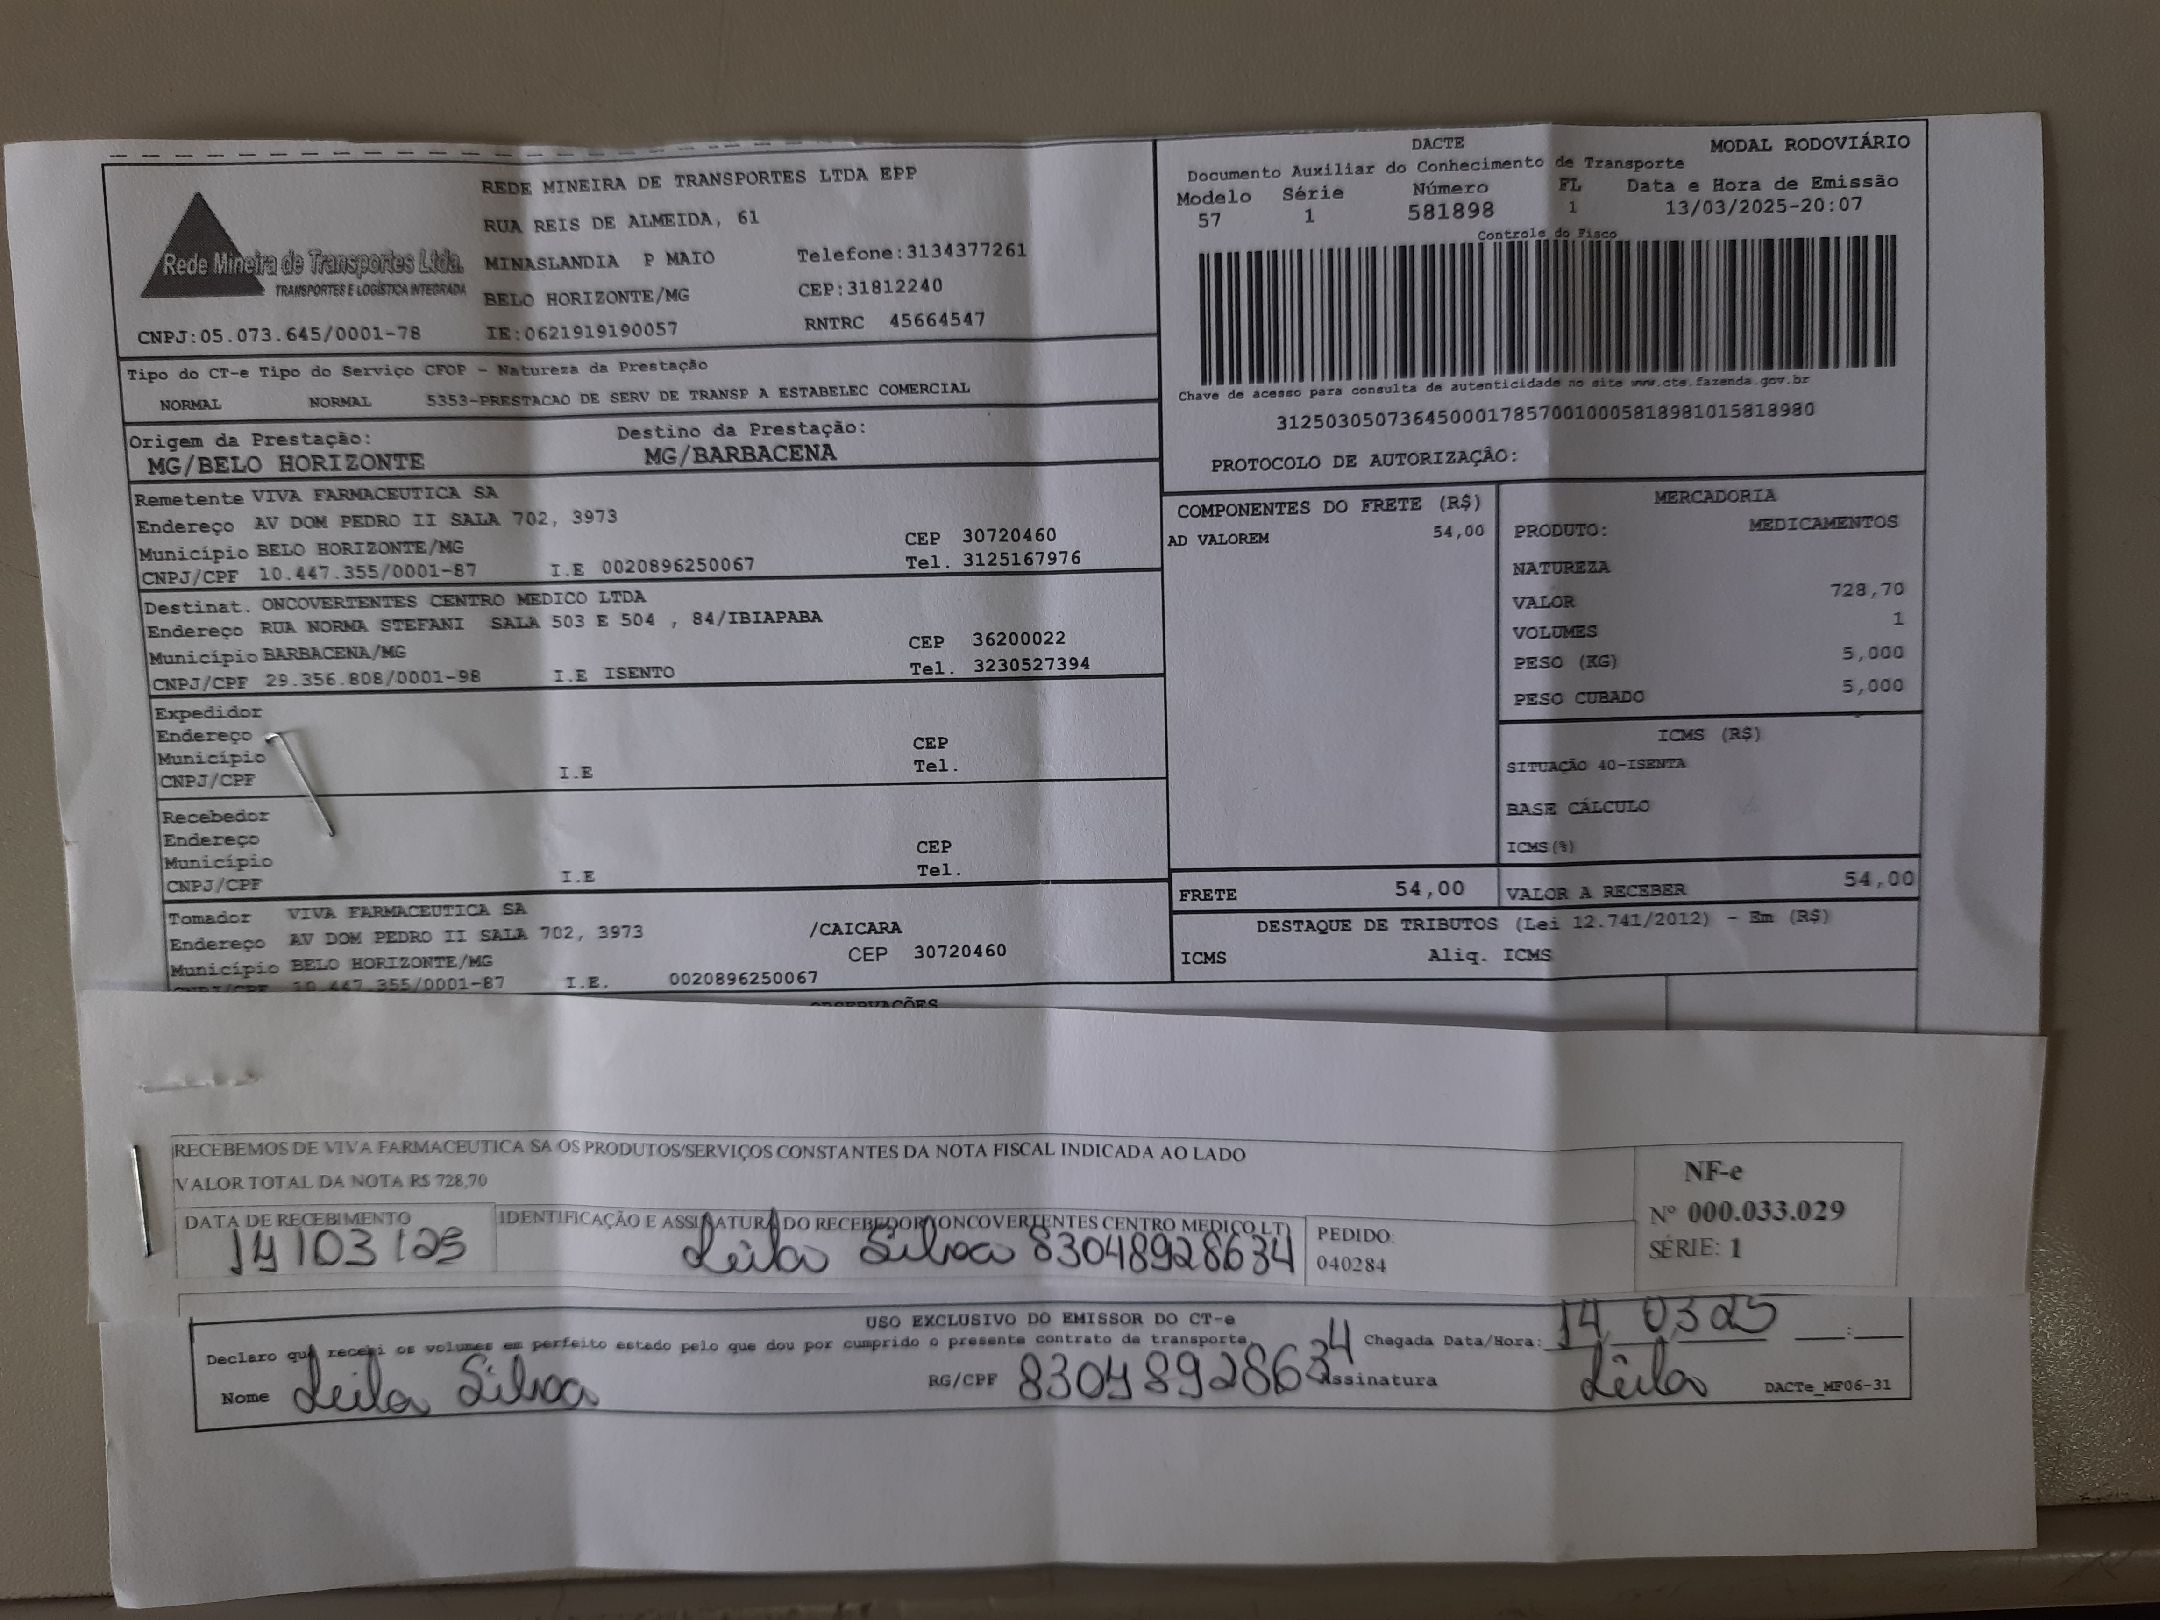 REDE MINEIRA DE TRANSPORTES LTDA EPP
RUA REIS DE ALMEIDA, 61
MINASLANDIA P MAIO Telefone:3134377261
BELO HORIZONTE/MG CEP:31812240
Rede Mineira de Transportes Ltda.
TRANSPORTES E LOGÍSTICA INTEGRADA
CNPJ:05.073.645/0001-78 IE:0621919190057 RNTRC 45664547
DACTE MODAL RODOVIÁRIO
Documento Auxiliar do Conhecimento de Transporte
Modelo Série Número FL Data e Hora de Emissão
57 1 581898 1 13/03/2025-20:07
Controle do Fisco
Chave de acesso para consulta de autenticidade no site www.cte.fazenda.gov.br
31250305073645000178570010005818981015818980
PROTOCOLO DE AUTORIZAÇÃO:
Tipo do CT-e Tipo do Serviço CFOP - Natureza da Prestação
NORMAL NORMAL 5353-PRESTACAO DE SERV DE TRANSP A ESTABELEC COMERCIAL
Origem da Prestação: Destino da Prestação:
MG/BELO HORIZONTE MG/BARBACENA
Remetente VIVA FARMACEUTICA SA
Endereço AV DOM PEDRO II SALA 702, 3973
Município BELO HORIZONTE/MG CEP 30720460
CNPJ/CPF 10.447.355/0001-87 I.E 0020896250067 Tel. 3125167976
Destinat. ONCOVERTENTES CENTRO MEDICO LTDA
Endereço RUA NORMA STEFANI SALA 503 E 504 , 84/IBIAPABA
Município BARBACENA/MG CEP 36200022
CNPJ/CPF 29.356.808/0001-98 I.E ISENTO Tel. 3230527394
Expedidor
Endereço
Município CEP
CNPJ/CPF I.E Tel.
Recebedor
Endereço
Município CEP
CNPJ/CPF I.E Tel.
Tomador VIVA FARMACEUTICA SA
Endereço AV DOM PEDRO II SALA 702, 3973 /CAICARA
Município BELO HORIZONTE/MG CEP 30720460
CNPJ/CPF 10.447.355/0001-87 I.E. 0020896250067
OBSERVAÇÕES
COMPONENTES DO FRETE (R$)
AD VALOREM 54,00
FRETE 54,00
MERCADORIA
PRODUTO: MEDICAMENTOS
NATUREZA
VALOR 728,70
VOLUMES 1
PESO (KG) 5,000
PESO CUBADO 5,000
ICMS (R$)
SITUAÇÃO 40-ISENTA
BASE CÁLCULO
ICMS(%)
VALOR A RECEBER 54,00
DESTAQUE DE TRIBUTOS (Lei 12.741/2012) - Em (R$)
ICMS Aliq. ICMS
RECEBEMOS DE VIVA FARMACEUTICA SA OS PRODUTOS/SERVIÇOS CONSTANTES DA NOTA FISCAL INDICADA AO LADO
VALOR TOTAL DA NOTA R$ 728,70
DATA DE RECEBIMENTO IDENTIFICAÇÃO E ASSINATURA DO RECEBEDOR (ONCOVERTENTES CENTRO MEDICO LT)
14/03/25 Leila Silva 83048928634
PEDIDO:
040284
NF-e
Nº 000.033.029
SÉRIE: 1
USO EXCLUSIVO DO EMISSOR DO CT-e
Declaro que recebi os volumes em perfeito estado pelo que dou por cumprido o presente contrato de transporte. Chegada Data/Hora: 14 03 25 __:__
Nome Leila Silva RG/CPF 83048928634 Assinatura Leila DACTe_MF06-31